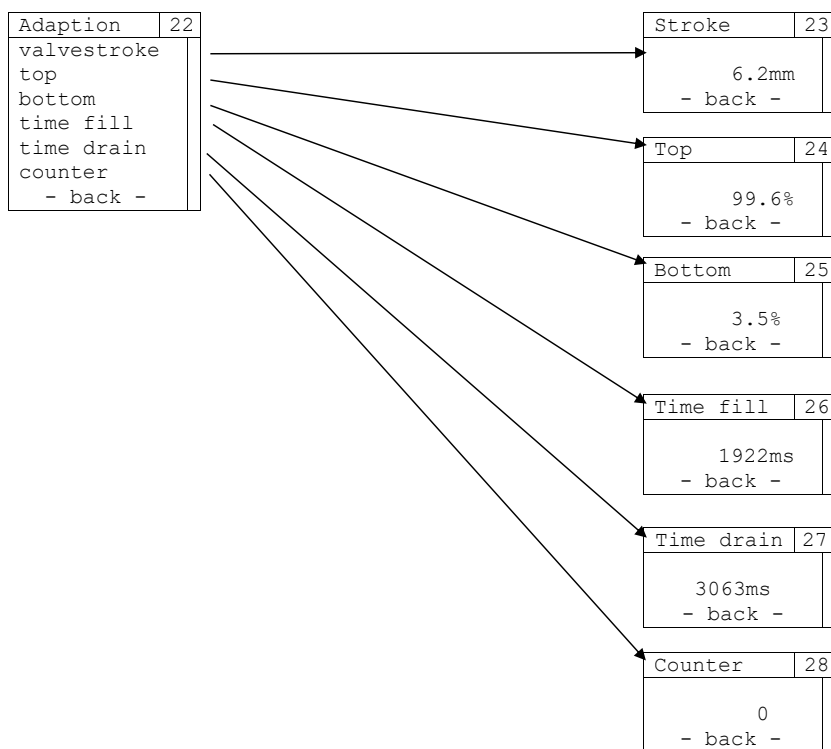 Adaption 22
valvestroke
top
bottom
time fill
time drain
counter
- back -
Stroke 23
6.2mm
- back -
Top 24
99.6%
- back -
Bottom 25
3.5%
- back -
Time fill 26
1922ms
- back -
Time drain 27
3063ms
- back -
Counter 28
0
- back -